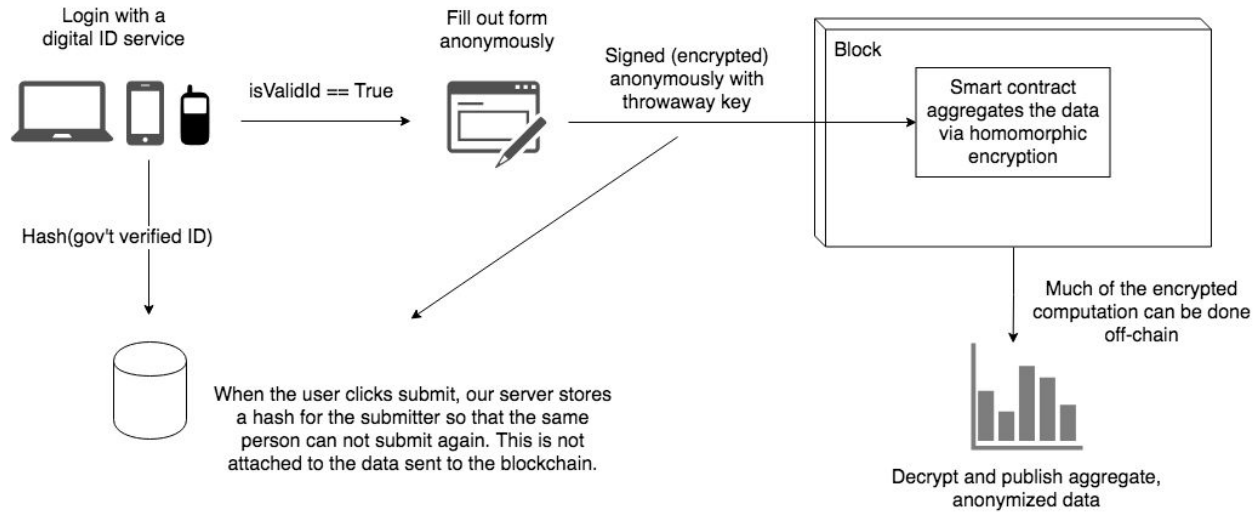 Login with a
digital ID service
Fill out form
anonymously
Signed (encrypted)
anonymously with
throwaway key
isValidId == True
Block
Smart contract
aggregates the data
via homomorphic
encryption
Hash(gov't verified ID)
Much of the encrypted
computation can be done
off-chain
When the user clicks submit, our server stores
a hash for the submitter so that the same
person can not submit again. This is not
attached to the data sent to the blockchain.
Decrypt and publish aggregate,
anonymized data